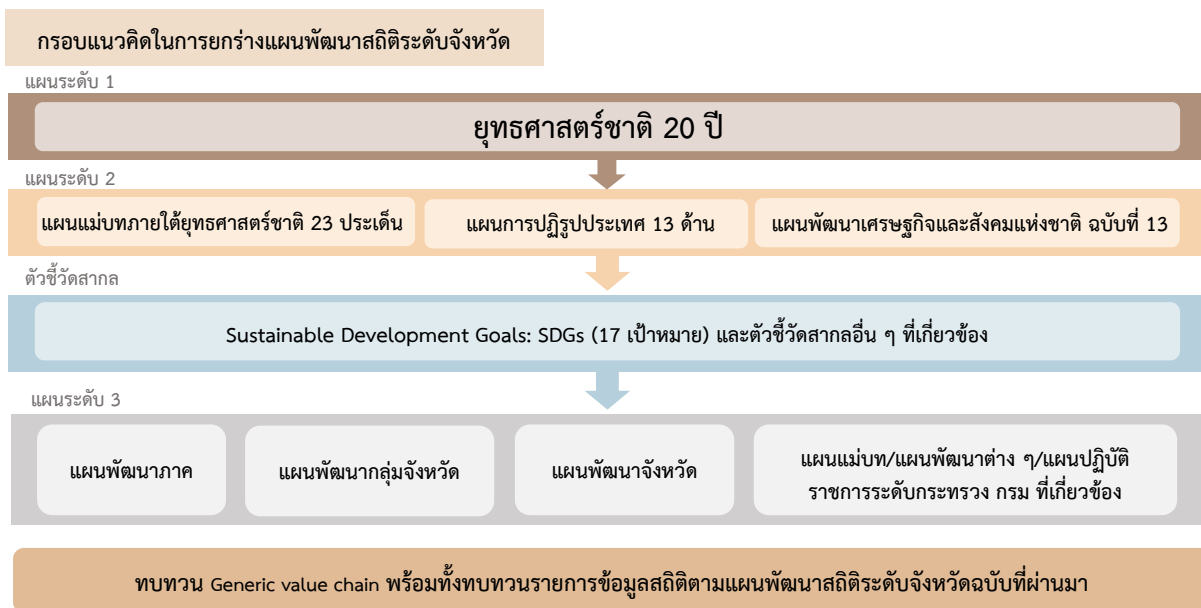 กรอบแนวคิดในการยกร่างแผนพัฒนาสถิติระดับจังหวัด
แผนระดับ 1
ยุทธศาสตร์ชาติ 20 ปี
แผนระดับ 2
แผนแม่บทภายใต้ยุทธศาสตร์ชาติ 23 ประเด็น
แผนการปฏิรูปประเทศ 13 ด้าน
แผนพัฒนาเศรษฐกิจและสังคมแห่งชาติ ฉบับที่ 13
ตัวชี้วัดสากล
Sustainable Development Goals: SDGs (17 เป้าหมาย) และตัวชี้วัดสากลอื่น ๆ ที่เกี่ยวข้อง
แผนระดับ 3
แผนพัฒนาภาค
แผนพัฒนากลุ่มจังหวัด
แผนพัฒนาจังหวัด
แผนแม่บท/แผนพัฒนาต่าง ๆ/แผนปฏิบัติ
ราชการระดับกระทรวง กรม ที่เกี่ยวข้อง
ทบทวน Generic value chain พร้อมทั้งทบทวนรายการข้อมูลสถิติตามแผนพัฒนาสถิติระดับจังหวัดฉบับที่ผ่านมา